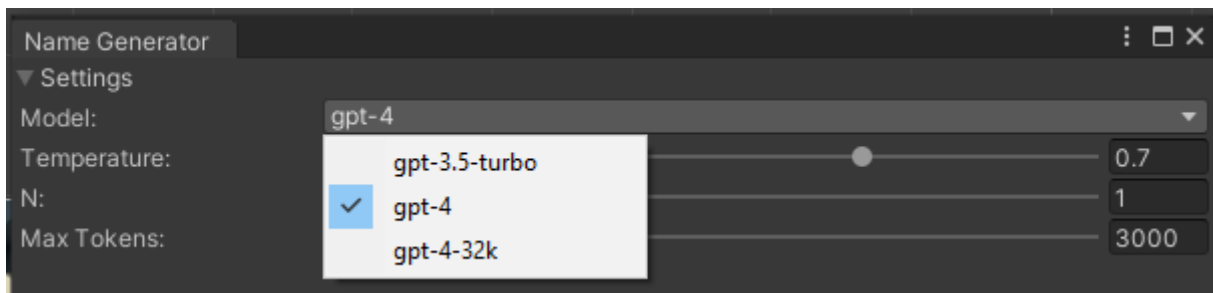 Name Generator
Settings
Model:
gpt-4
gpt-3.5-turbo
gpt-4
gpt-4-32k
Temperature:
0.7
N:
1
Max Tokens:
3000